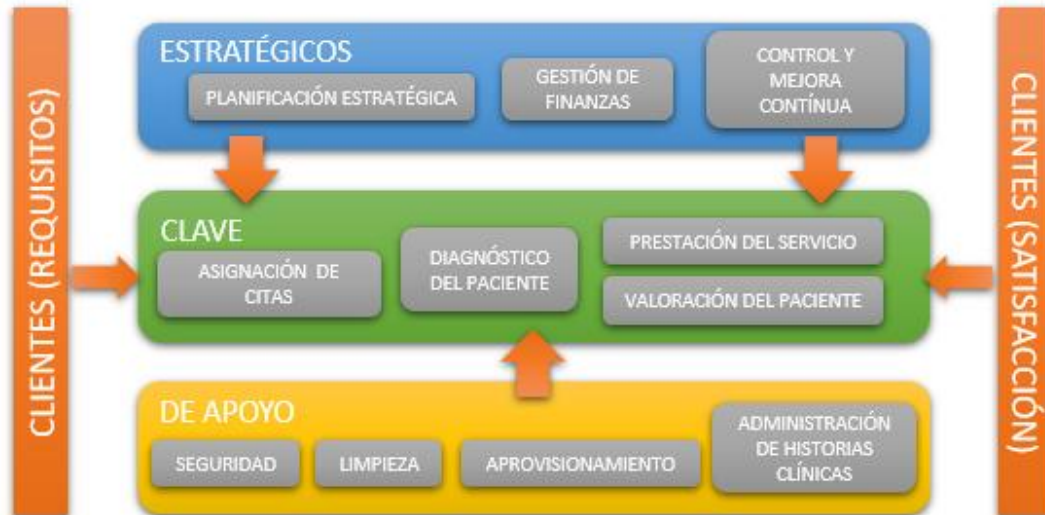 CLIENTES (REQUISITOS)
ESTRATÉGICOS
PLANIFICACIÓN ESTRATÉGICA
GESTIÓN DE
FINANZAS
CONTROL Y
MEJORA
CONTÍNUA
CLAVE
ASIGNACIÓN DE
CITAS
DIAGNÓSTICO
DEL PACIENTE
PRESTACIÓN DEL SERVICIO
VALORACIÓN DEL PACIENTE
DE APOYO
SEGURIDAD
LIMPIEZA
APROVISIONAMIENTO
ADMINISTRACIÓN
DE HISTORIAS
CLÍNICAS
CLIENTES (SATISFACCIÓN)